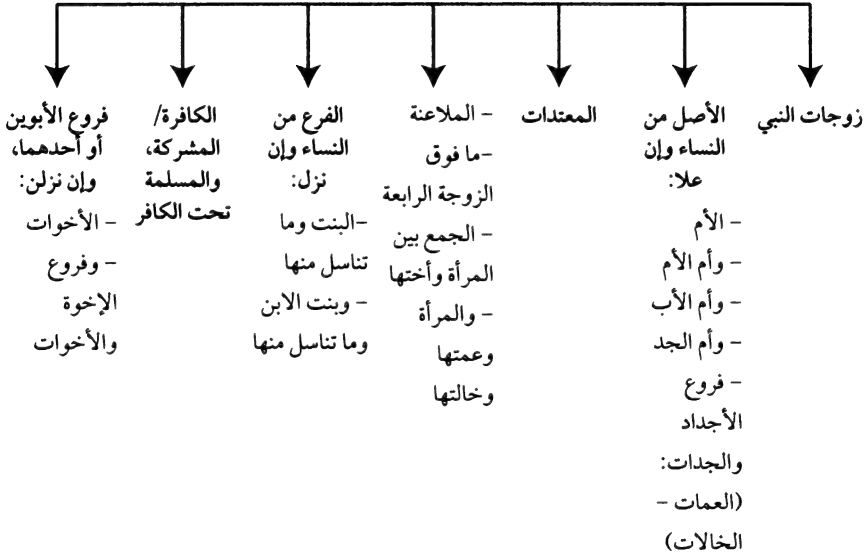 زوجات النبي
الأصل من
النساء وإن
علا:
– الأم
– وأم الأم
– وأم الأب
– وأم الجد
– فروع
الأجداد
والجدات:
(العمات –
الخالات)
المعتدات
– الملاعنة
–ما فوق
الزوجة الرابعة
– الجمع بين
المرأة وأختها
– والمرأة
وعمتها
وخالتها
الفرع من
النساء وإن
نزل:
–البنت وما
تناسل منها
– وبنت الابن
وما تناسل منها
الكافرة/
المشركة،
والمسلمة
تحت الكافر
فروع الأبوين
أو أحدهما،
وإن نزلن:
– الأخوات
– وفروع
الإخوة
والأخوات